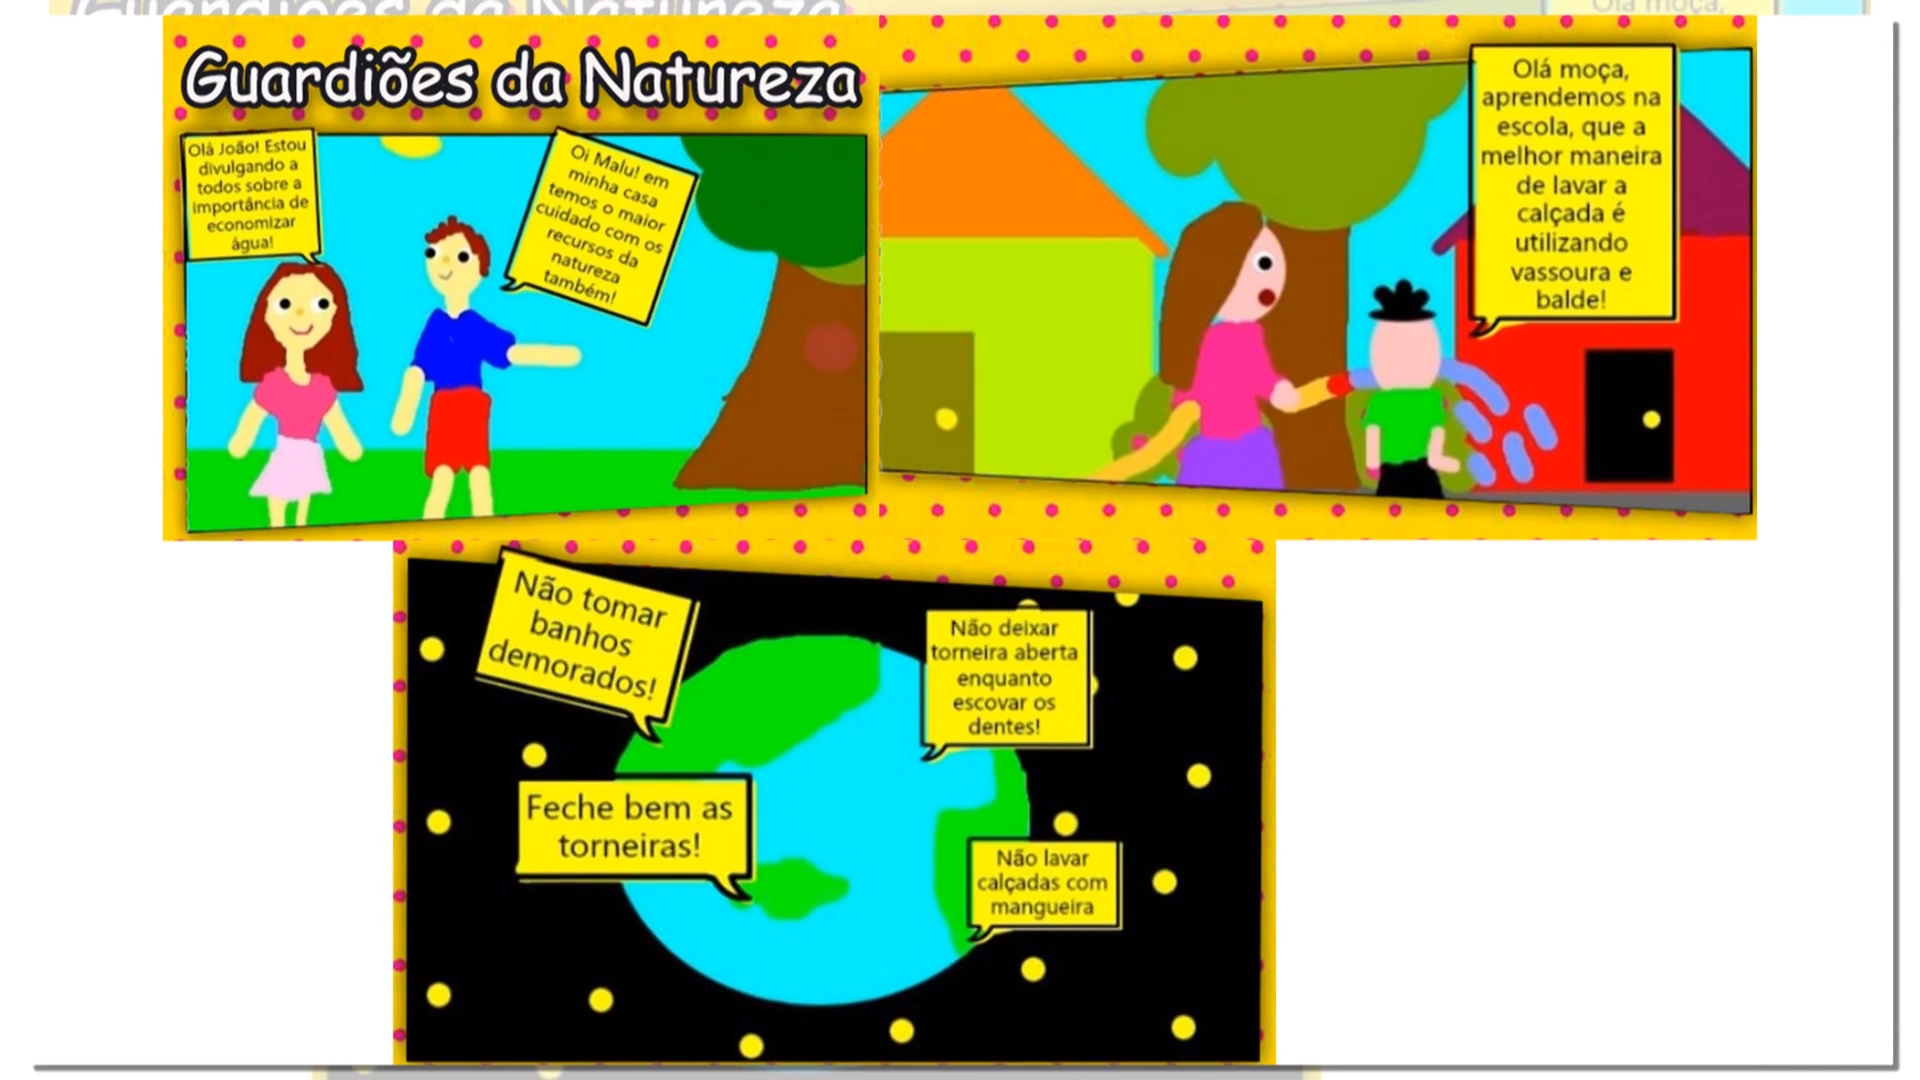 Guardiões da Natureza
Olá João! Estou
divulgando a
todos sobre a
importância de
economizar
água!
Oi Malu! em
minha casa
temos o maior
cuidado com os
recursos da
natureza
também!
Olá moça,
aprendemos na
escola, que a
melhor maneira
de lavar a
calçada é
utilizando
vassoura e
balde!
Não tomar
banhos
demorados!
Não deixar
torneira aberta
enquanto
escovar os
dentes!
Feche bem as
torneiras!
Não lavar
calçadas com
mangueira